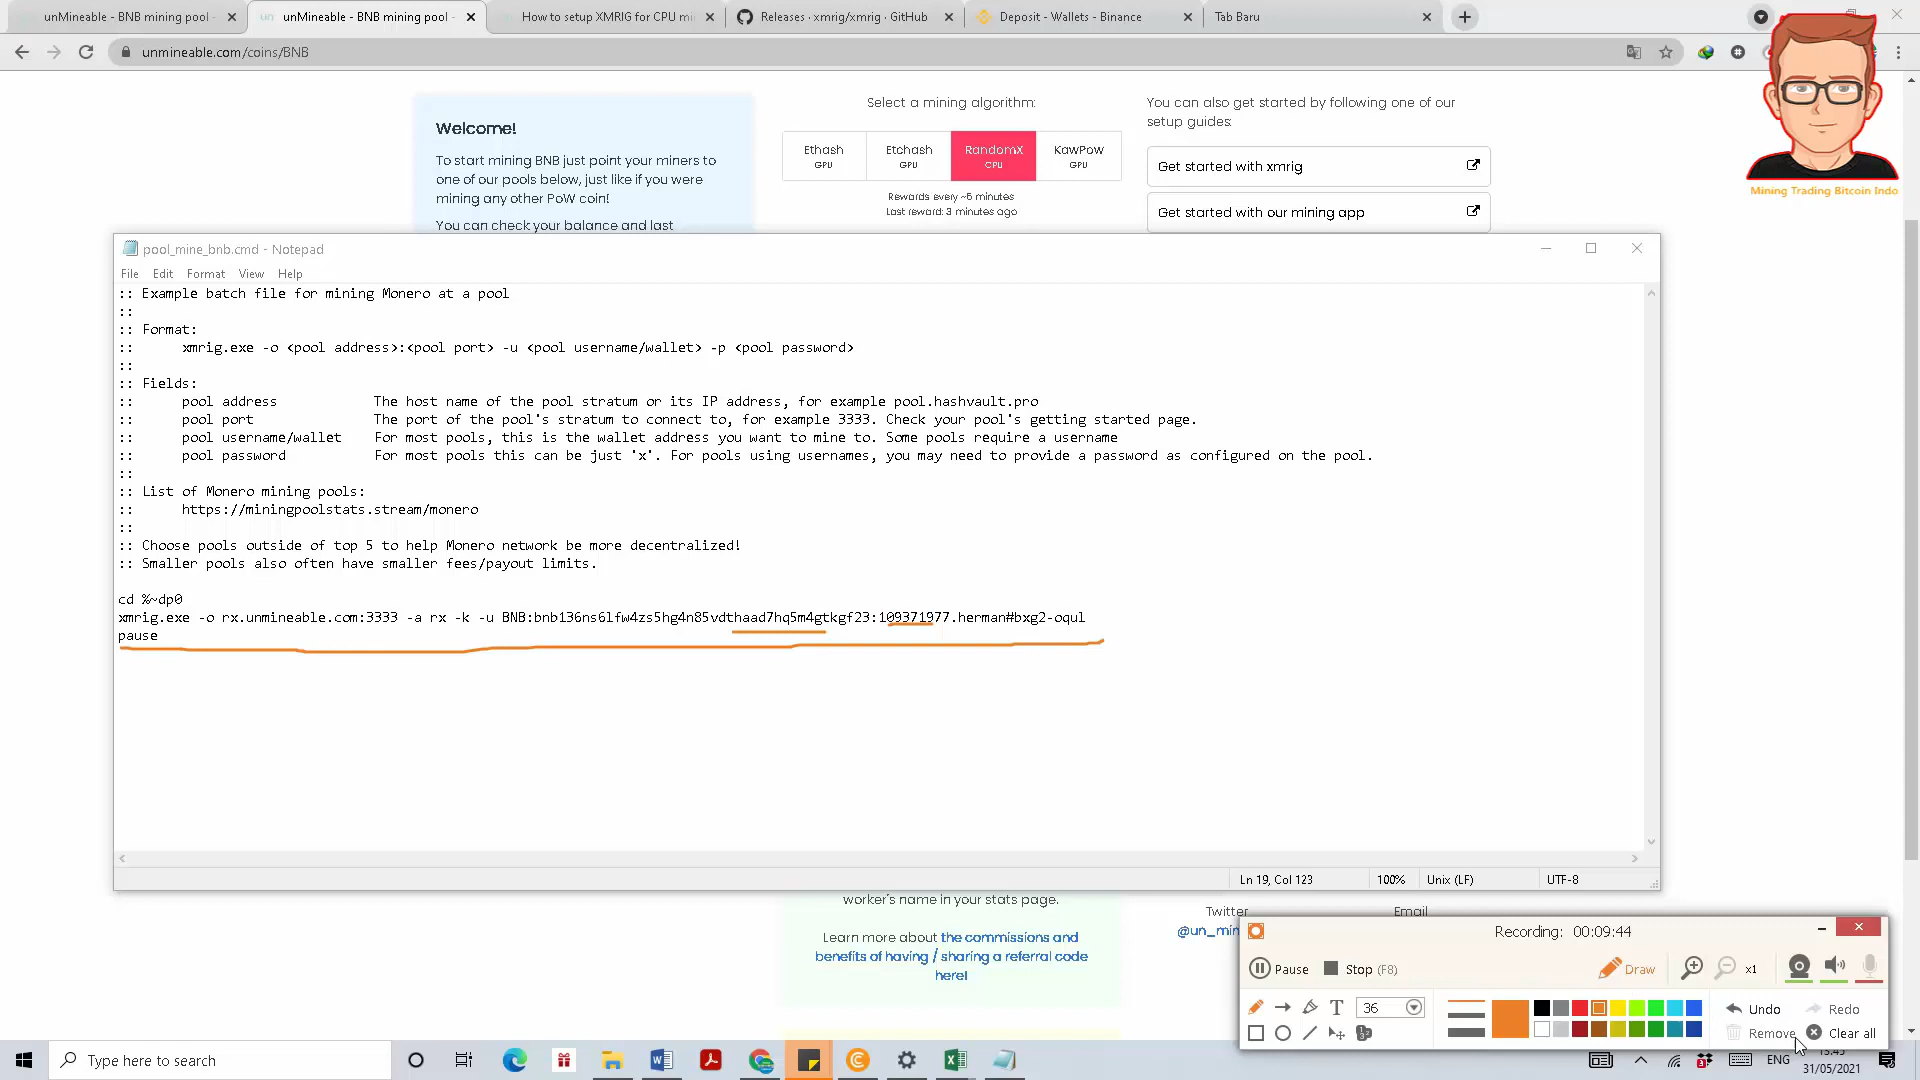 unMineable - BNB mining pool -
unMineable - BNB mining pool -
How to setup XMRIG for CPU mi
Releases · xmrig/xmrig · GitHub
Deposit - Wallets - Binance
Tab Baru
unmineable.com/coins/BNB
Welcome!
To start mining BNB just point your miners to
one of our pools below, just like if you were
mining any other PoW coin!
You can check your balance and last
Select a mining algorithm:
Ethash
GPU
Etchash
GPU
RandomX
CPU
KawPow
GPU
Rewards every ~5 minutes
Last reward: 3 minutes ago
You can also get started by following one of our
setup guides:
Get started with xmrig
Get started with our mining app
Mining Trading Bitcoin Indo
pool_mine_bnb.cmd - Notepad
File Edit Format View Help
:: Example batch file for mining Monero at a pool
::
:: Format:
:: xmrig.exe -o <pool address>:<pool port> -u <pool username/wallet> -p <pool password>
::
:: Fields:
:: pool address The host name of the pool stratum or its IP address, for example pool.hashvault.pro
:: pool port The port of the pool's stratum to connect to, for example 3333. Check your pool's getting started page.
:: pool username/wallet For most pools, this is the wallet address you want to mine to. Some pools require a username
:: pool password For most pools this can be just 'x'. For pools using usernames, you may need to provide a password as configured on the pool.
::
:: List of Monero mining pools:
:: https://miningpoolstats.stream/monero
::
:: Choose pools outside of top 5 to help Monero network be more decentralized!
:: Smaller pools also often have smaller fees/payout limits.
cd %~dp0
xmrig.exe -o rx.unmineable.com:3333 -a rx -k -u BNB:bnb136ns6lfw4zs5hg4n85vdthaad7hq5m4gtkgf23:109371977.herman#bxg2-oqul
pause
Ln 19, Col 123
100%
Unix (LF)
UTF-8
worker's name in your stats page.
Learn more about the commissions and
benefits of having / sharing a referral code
here!
Twitter
@un_min
Email
Recording: 00:09:44
Pause
Stop (F8)
Draw
x1
36
Undo
Redo
Remove
Clear all
Type here to search
ENG
13.45
31/05/2021